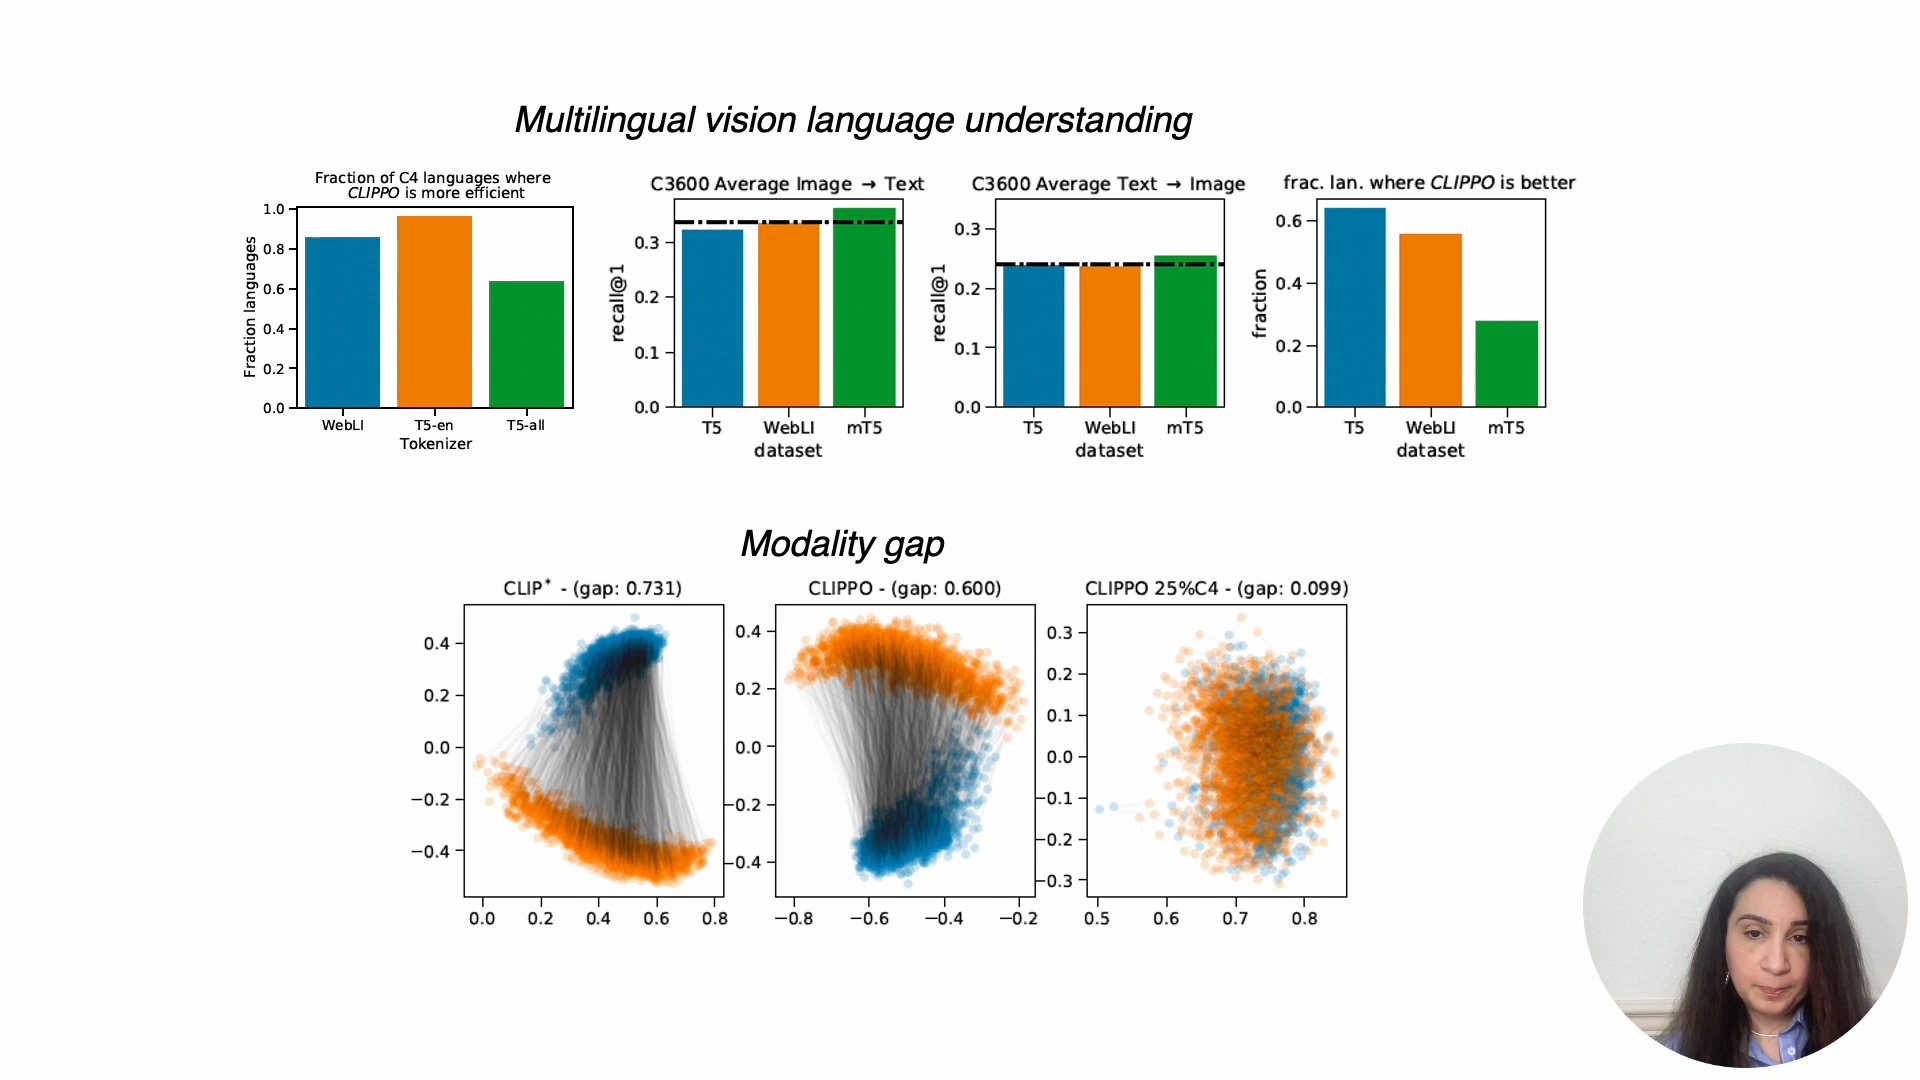 Multilingual vision language understanding
Fraction of C4 languages where
CLIPPO is more efficient
Fraction languages
1.0
0.8
0.6
0.4
0.2
0.0
WebLI T5-en T5-all
Tokenizer
C3600 Average Image → Text
recall@1
0.3
0.2
0.1
0.0
T5 WebLI mT5
dataset
C3600 Average Text → Image
recall@1
0.3
0.2
0.1
0.0
T5 WebLI mT5
dataset
frac. lan. where CLIPPO is better
fraction
0.6
0.4
0.2
0.0
T5 WebLI mT5
dataset
Modality gap
CLIP* - (gap: 0.731)
0.4
0.2
0.0
−0.2
−0.4
0.0 0.2 0.4 0.6 0.8
CLIPPO - (gap: 0.600)
0.4
0.2
0.0
−0.2
−0.4
−0.8 −0.6 −0.4 −0.2
CLIPPO 25%C4 - (gap: 0.099)
0.3
0.2
0.1
0.0
−0.1
−0.2
−0.3
0.5 0.6 0.7 0.8